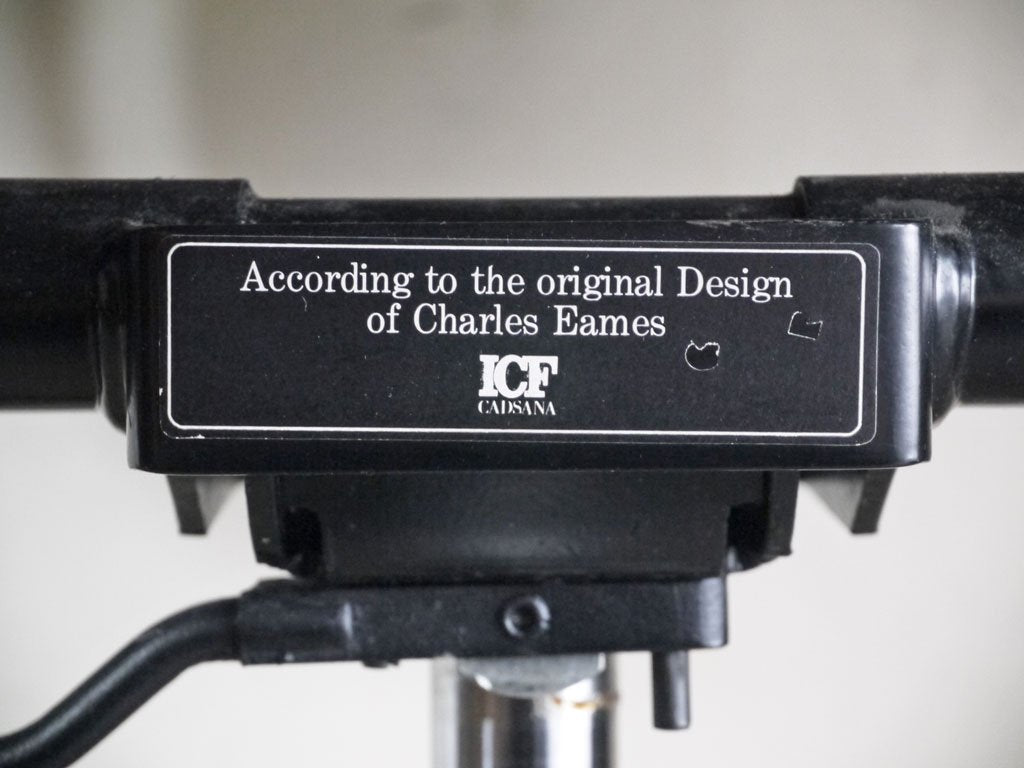 According to the original Design
of Charles Eames
ICF
CADSANA